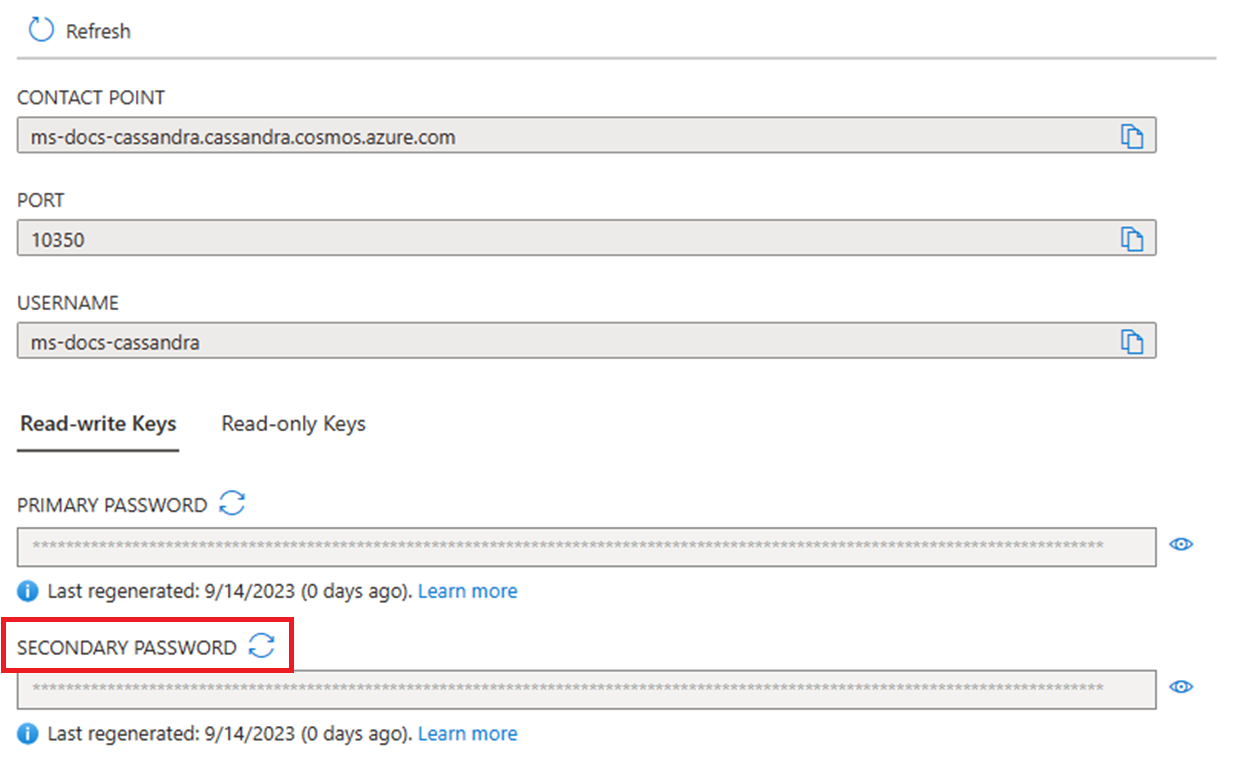 Refresh
CONTACT POINT
ms-docs-cassandra.cassandra.cosmos.azure.com
PORT
10350
USERNAME
ms-docs-cassandra
Read-write Keys Read-only Keys
PRIMARY PASSWORD
************************************************************************************************************************************
Last regenerated: 9/14/2023 (0 days ago). Learn more
SECONDARY PASSWORD
************************************************************************************************************************************
Last regenerated: 9/14/2023 (0 days ago). Learn more